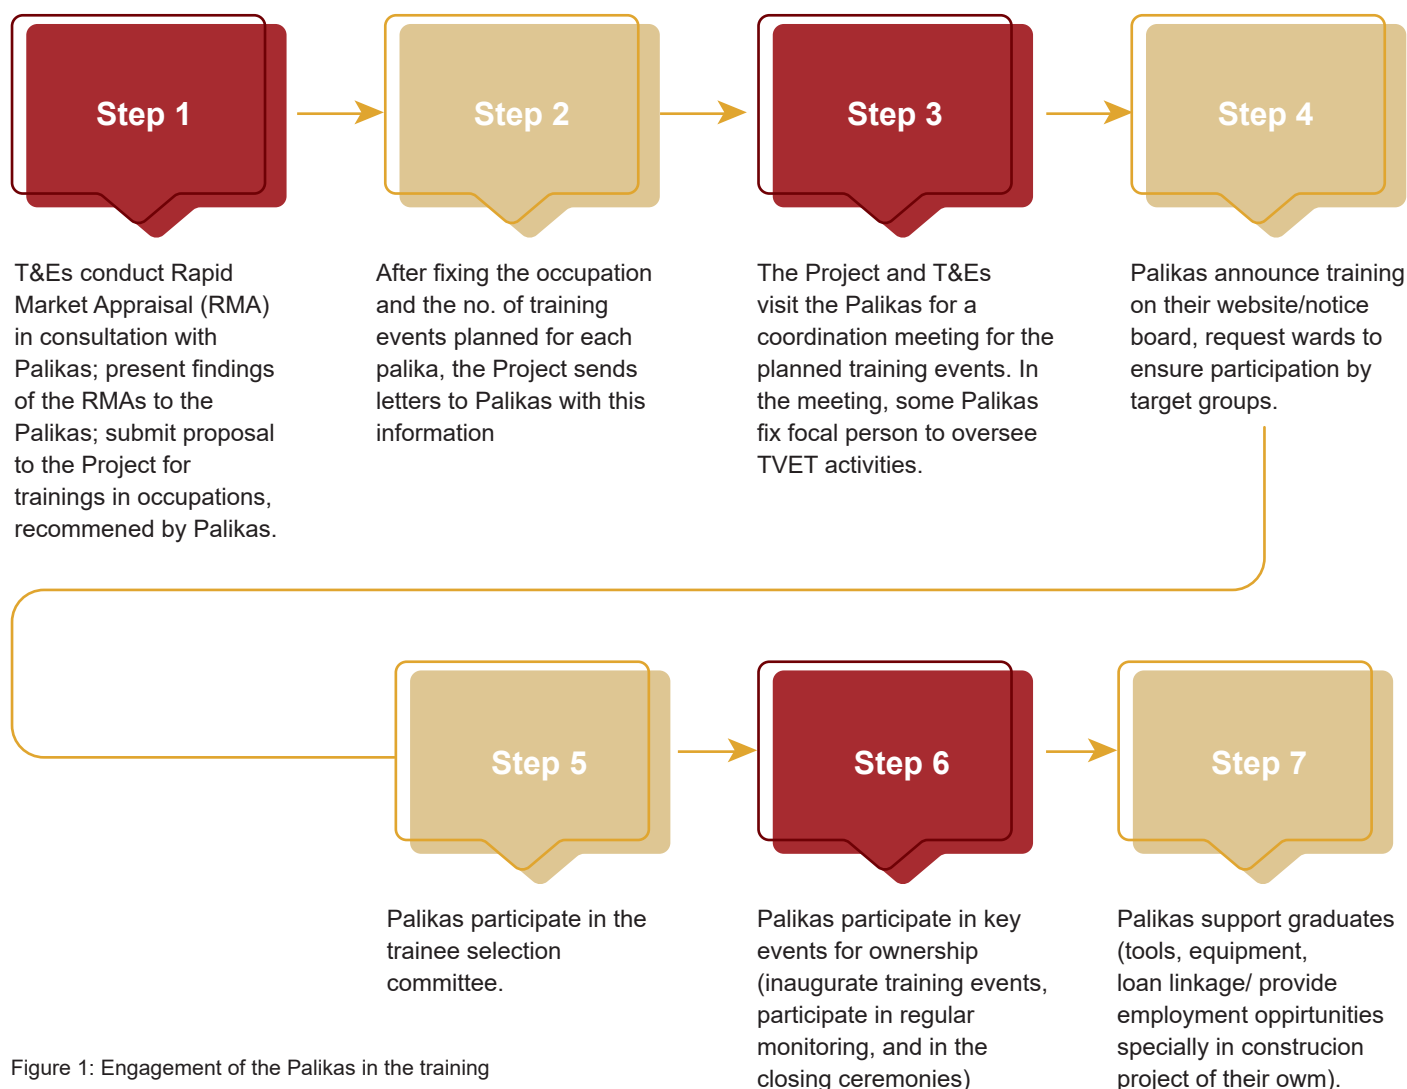 Step 1
T&Es conduct Rapid
Market Appraisal (RMA)
in consultation with
Palikas; present findings
of the RMAs to the
Palikas; submit proposal
to the Project for
trainings in occupations,
recommened by Palikas.
Step 2
After fixing the occupation
and the no. of training
events planned for each
palika, the Project sends
letters to Palikas with this
information
Step 3
The Project and T&Es
visit the Palikas for a
coordination meeting for the
planned training events. In
the meeting, some Palikas
fix focal person to oversee
TVET activities.
Step 4
Palikas announce training
on their website/notice
board, request wards to
ensure participation by
target groups.
Step 5
Palikas participate in the
trainee selection
committee.
Step 6
Palikas participate in key
events for ownership
(inaugurate training events,
participate in regular
monitoring, and in the
closing ceremonies)
Step 7
Palikas support graduates
(tools, equipment,
loan linkage/ provide
employment oppirtunities
specially in construcion
project of their owm).
Figure 1: Engagement of the Palikas in the training